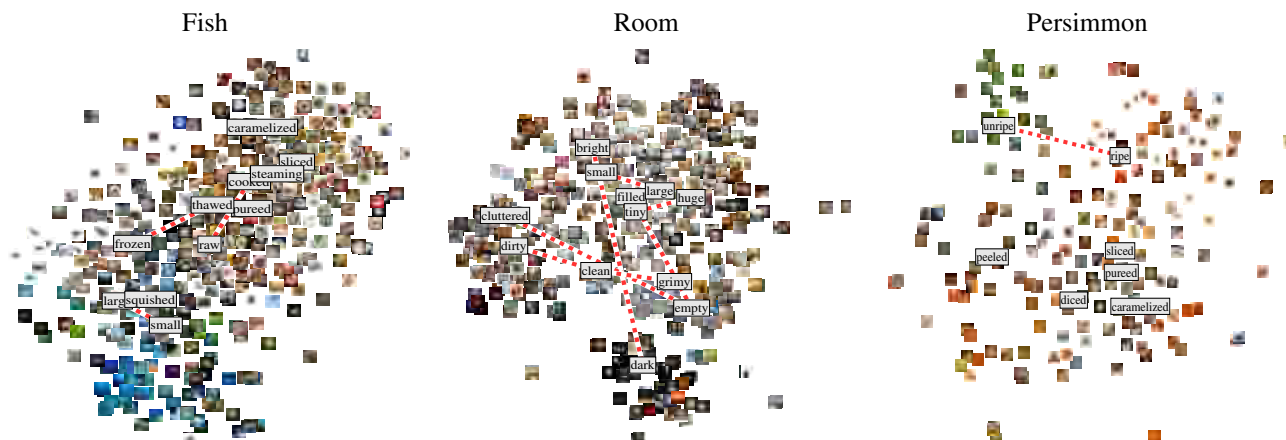 Fish
Room
Persimmon
caramelized
sliced
steaming
cooked
thawed
pureed
frozen
raw
squished
small
bright
small
large
filled
huge
tiny
cluttered
dirty
clean
grimy
empty
dark
unripe
ripe
peeled
sliced
pureed
diced
caramelized